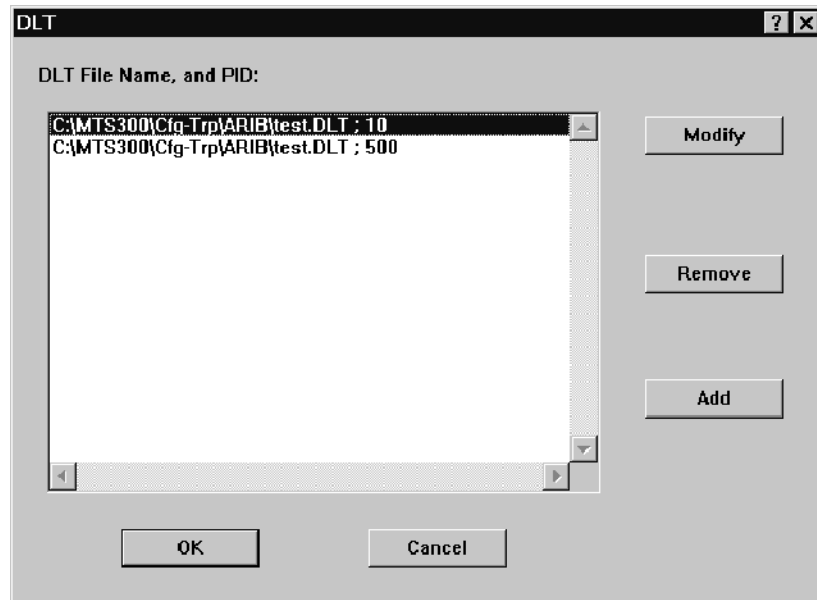 DLT
DLT File Name, and PID:
C:\MTS300\Cfg-Trp\ARIB\test.DLT ; 10
C:\MTS300\Cfg-Trp\ARIB\test.DLT ; 500
Modify
Remove
Add
OK
Cancel